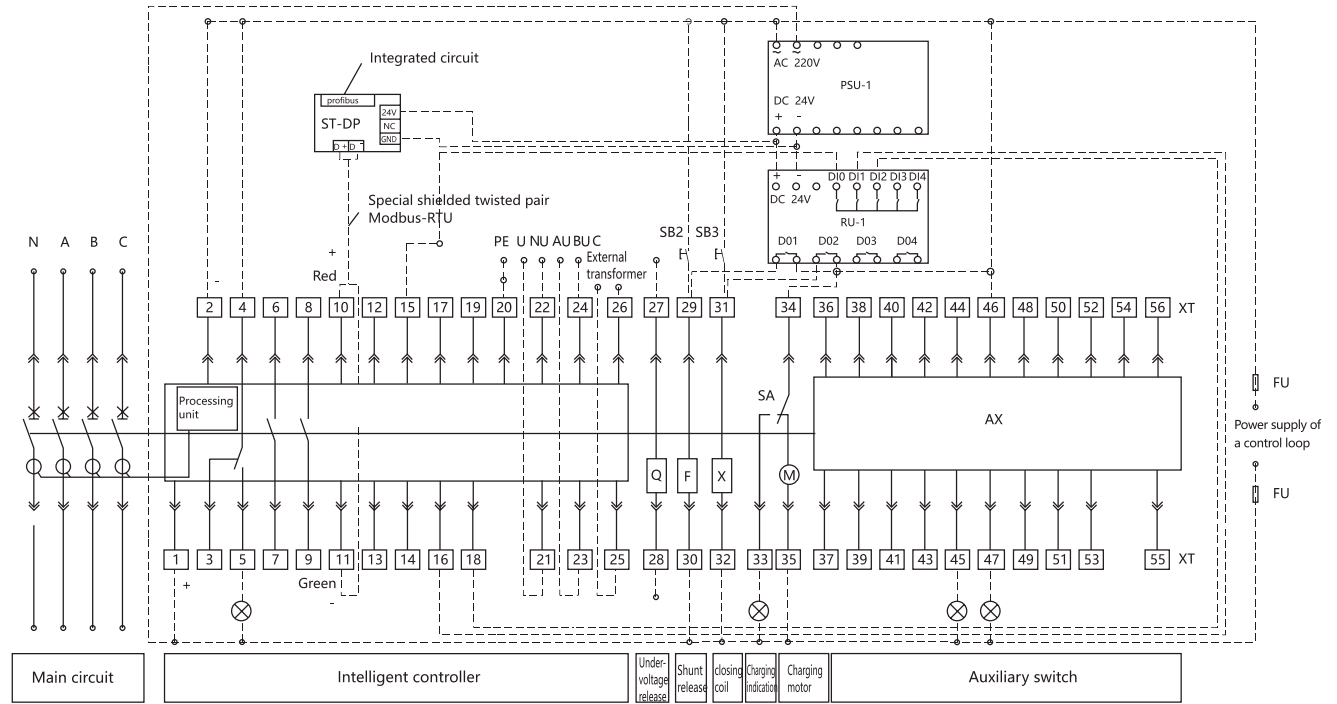 Integrated circuit
profibus
ST-DP
24V
NC
GND
D + D -
Special shielded twisted pair
Modbus-RTU
+
Red
-
~ ~
AC 220V
PSU-1
DC 24V
+ -
+ -
DI0 DI1 DI2 DI3 DI4
DC 24V
RU-1
D01 D02 D03 D04
N A B C
PE U NU AU BU C
External
transformer
SB2 SB3
2 4 6 8 10 12 15 17 19 20 22 24 26 27 29 31 34 36 38 40 42 44 46 48 50 52 54 56 XT
Processing
unit
SA
AX
Q F X M
FU
Power supply of
a control loop
FU
1 3 5 7 9 11 13 14 16 18 21 23 25 28 30 32 33 35 37 39 41 43 45 47 49 51 53 55 XT
+
Green
-
Main circuit
Intelligent controller
Under-
voltage
release
Shunt
release
closing
coil
Charging
indication
Charging
motor
Auxiliary switch